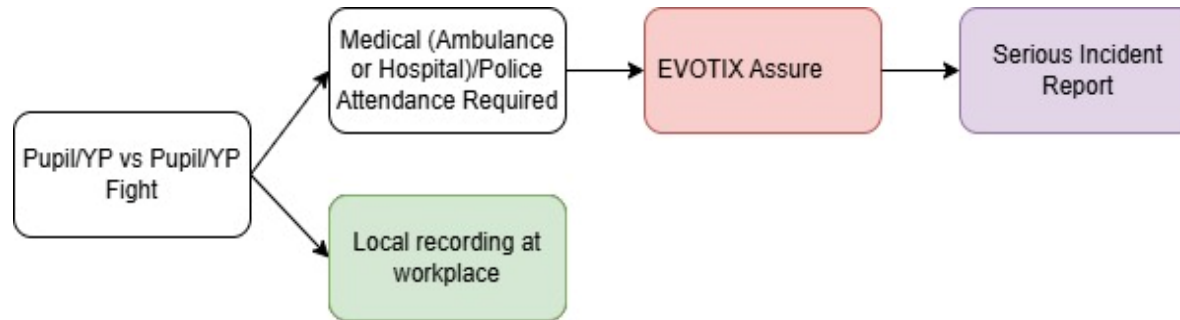 Pupil/YP vs Pupil/YP
Fight
Medical (Ambulance
or Hospital)/Police
Attendance Required
EVOTIX Assure
Serious Incident
Report
Local recording at
workplace